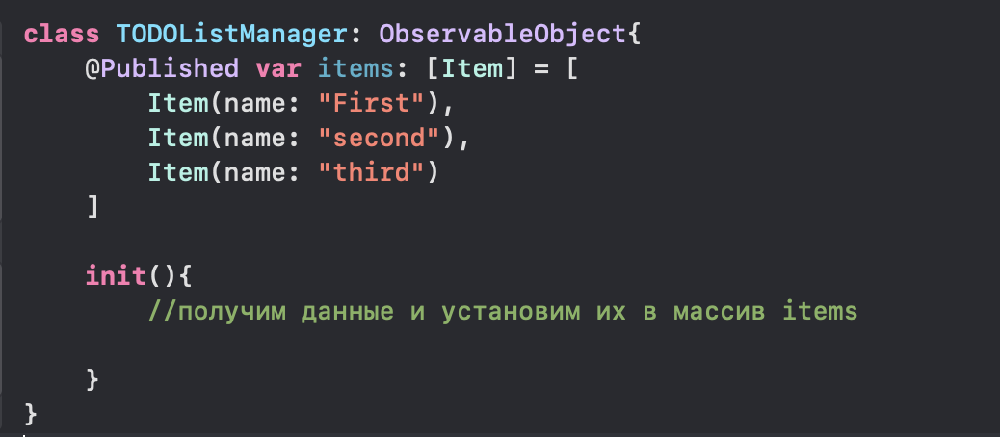 class TODOListManager: ObservableObject{
    @Published var items: [Item] = [
        Item(name: "First"),
        Item(name: "second"),
        Item(name: "third")
    ]
    init(){
        //получим данные и установим их в массив items
    }
}